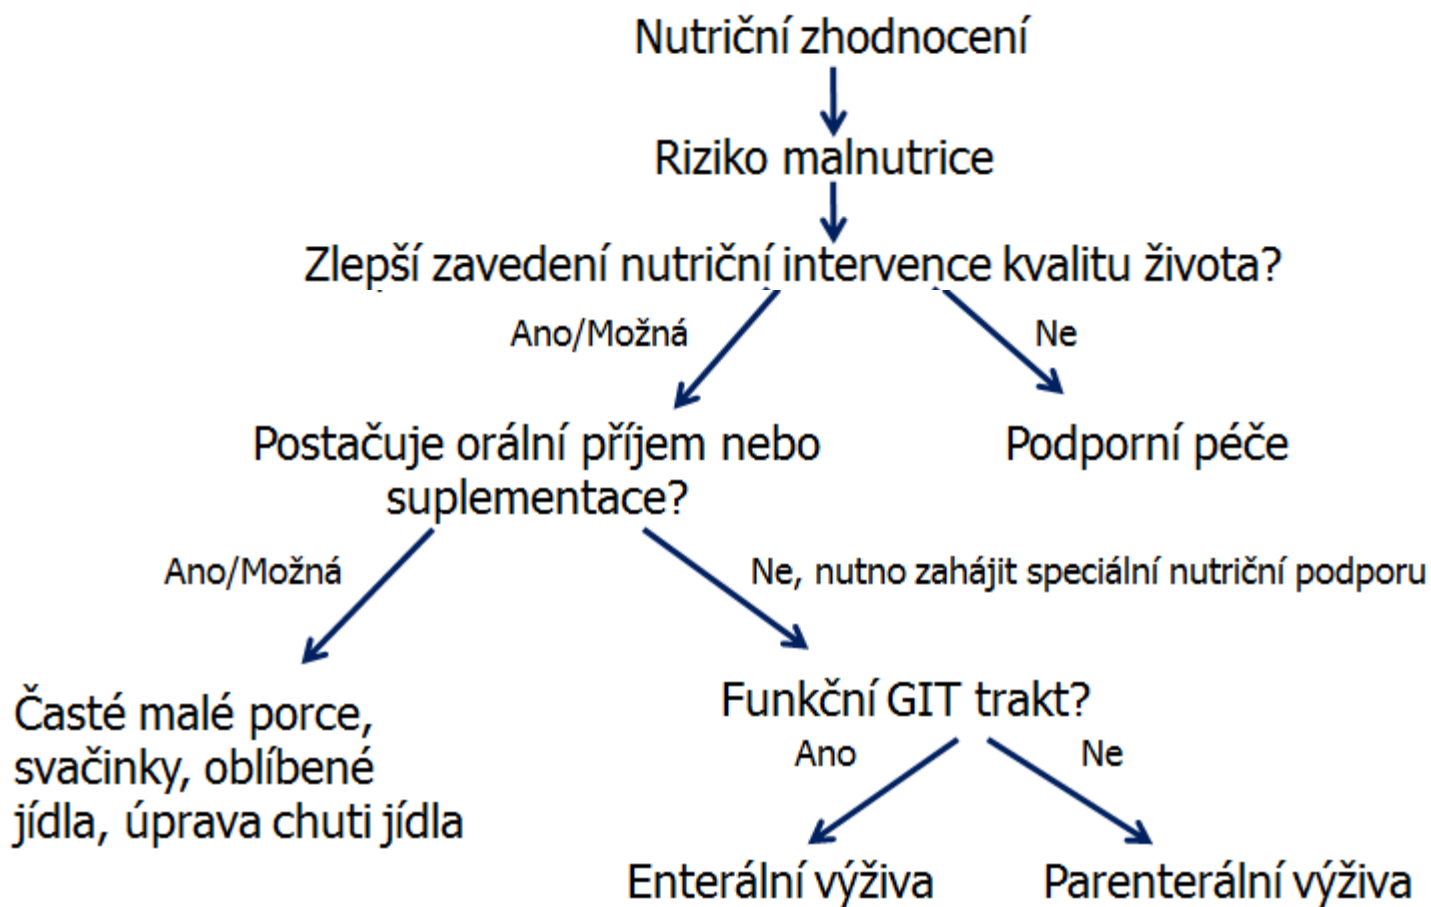 Nutriční zhodnocení
Riziko malnutrice
Zlepší zavedení nutriční intervence kvalitu života?
Ano/Možná
Ne
Postačuje orální příjem nebo
suplementace?
Podporní péče
Ano/Možná
Ne, nutno zahájit speciální nutriční podporu
Časté malé porce,
svačinky, oblíbené
jídla, úprava chuti jídla
Funkční GIT trakt?
Ano
Ne
Enterální výživa
Parenterální výživa